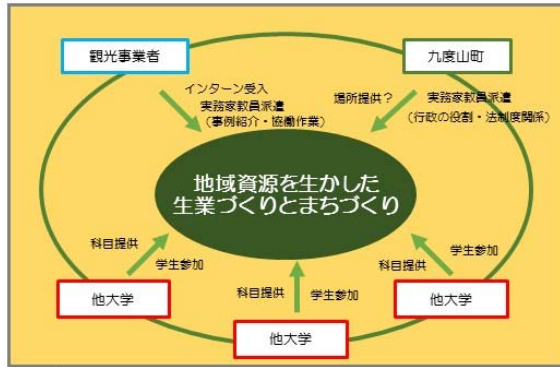 観光事業者
九度山町
インターン受入
実務家教員派遣
(事例紹介・協働作業)
場所提供?
実務家教員派遣
(行政の役割・法制度関係)
地域資源を生かした
生業づくりとまちづくり
科目提供
学生参加
他大学
科目提供
学生参加
他大学
科目提供
学生参加
他大学